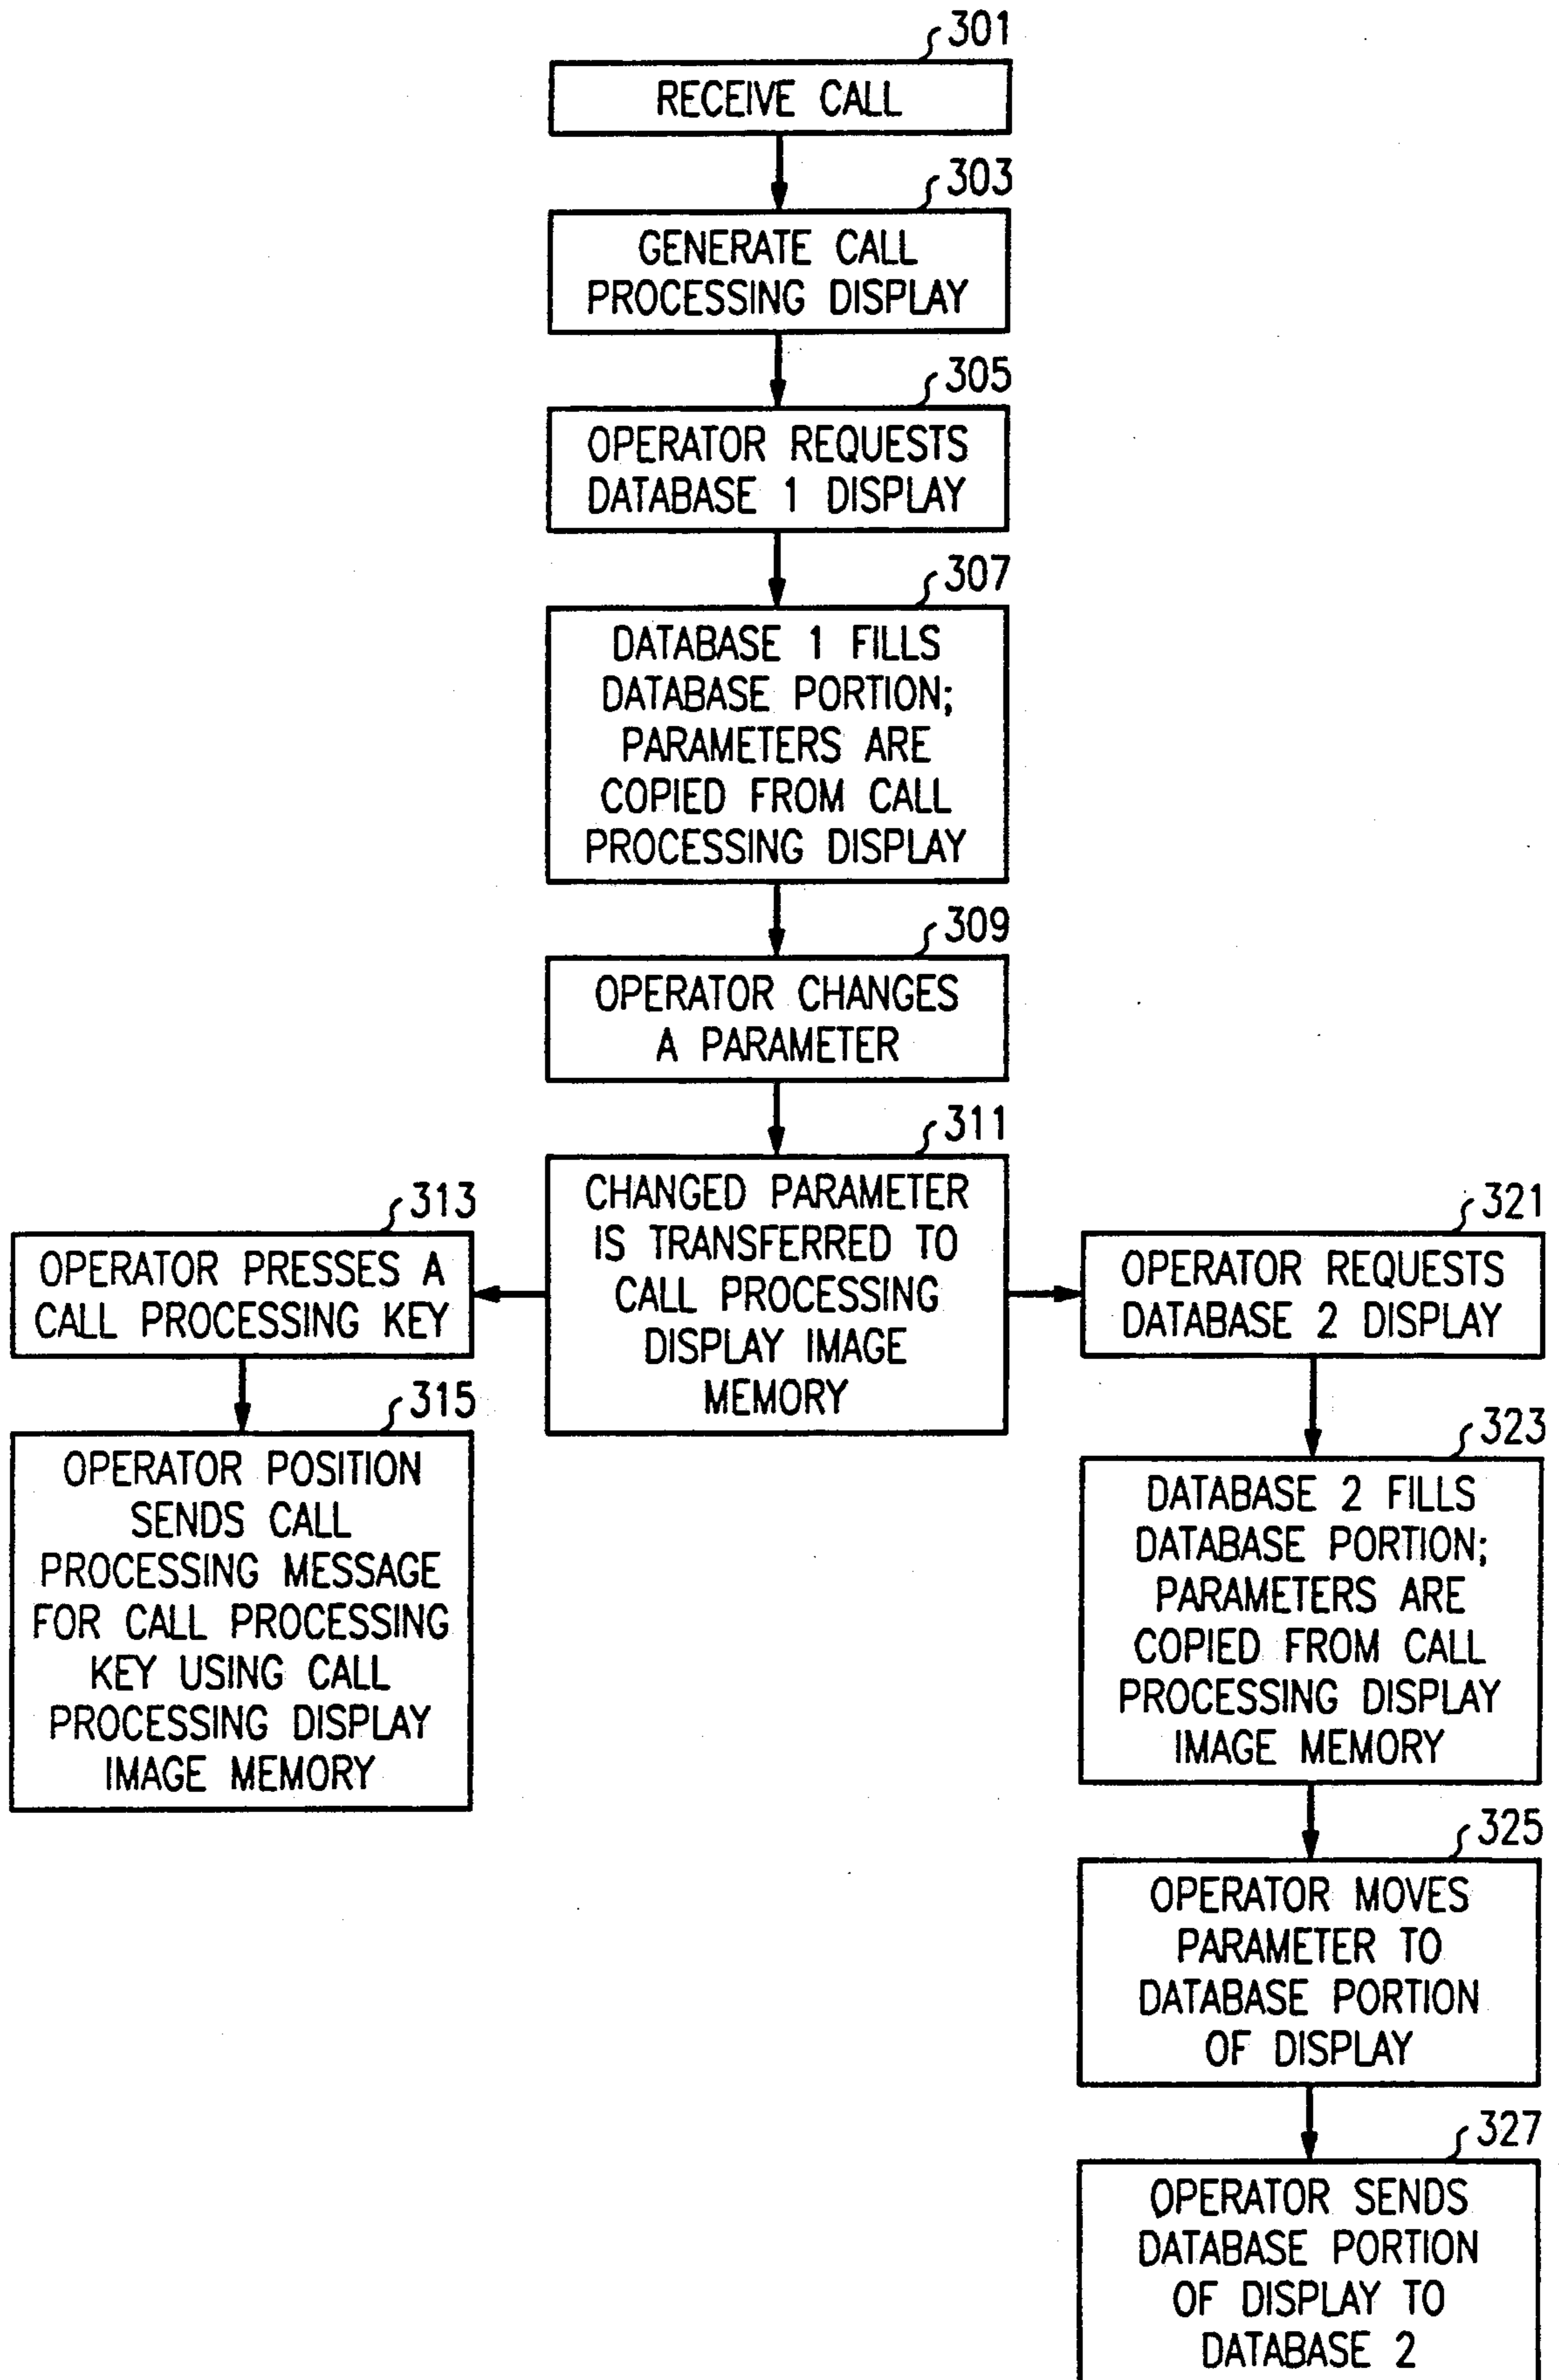 301
RECEIVE CALL
303
GENERATE CALL
PROCESSING DISPLAY
305
OPERATOR REQUESTS
DATABASE 1 DISPLAY
307
DATABASE 1 FILLS
DATABASE PORTION;
PARAMETERS ARE
COPIED FROM CALL
PROCESSING DISPLAY
309
OPERATOR CHANGES
A PARAMETER
311
CHANGED PARAMETER
IS TRANSFERRED TO
CALL PROCESSING
DISPLAY IMAGE
MEMORY
313
OPERATOR PRESSES A
CALL PROCESSING KEY
315
OPERATOR POSITION
SENDS CALL
PROCESSING MESSAGE
FOR CALL PROCESSING
KEY USING CALL
PROCESSING DISPLAY
IMAGE MEMORY
321
OPERATOR REQUESTS
DATABASE 2 DISPLAY
323
DATABASE 2 FILLS
DATABASE PORTION;
PARAMETERS ARE
COPIED FROM CALL
PROCESSING DISPLAY
IMAGE MEMORY
325
OPERATOR MOVES
PARAMETER TO
DATABASE PORTION
OF DISPLAY
327
OPERATOR SENDS
DATABASE PORTION
OF DISPLAY TO
DATABASE 2